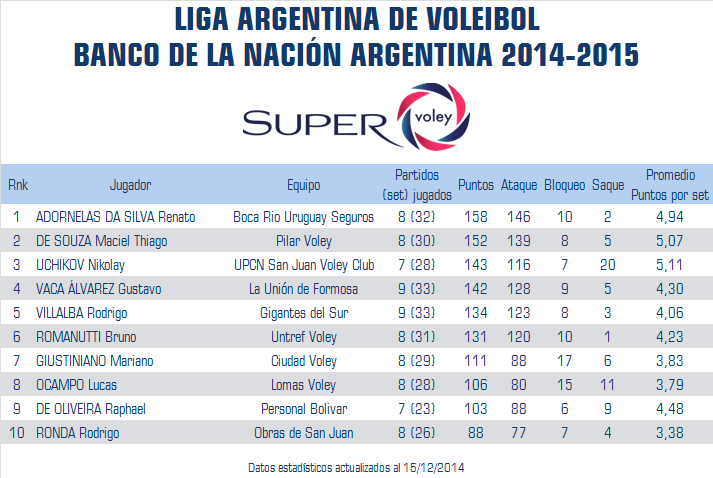 LIGA ARGENTINA DE VOLEIBOL
BANCO DE LA NACIÓN ARGENTINA 2014-2015
SUPER voley
Rnk Jugador Equipo Partidos (set) jugados Puntos Ataque Bloqueo Saque Promedio Puntos por set
1 ADORNELAS DA SILVA Renato Boca Rio Uruguay Seguros 8 (32) 158 146 10 2 4,94
2 DE SOUZA Maciel Thiago Pilar Voley 8 (30) 152 139 8 5 5,07
3 UCHIKOV Nikolay UPCN San Juan Voley Club 7 (28) 143 116 7 20 5,11
4 VACA ÁLVAREZ Gustavo La Unión de Formosa 9 (33) 142 128 9 5 4,30
5 VILLALBA Rodrigo Gigantes del Sur 9 (33) 134 123 8 3 4,06
6 ROMANUTTI Bruno Untref Voley 8 (31) 131 120 10 1 4,23
7 GIUSTINIANO Mariano Ciudad Voley 8 (29) 111 88 17 6 3,83
8 OCAMPO Lucas Lomas Voley 8 (28) 106 80 15 11 3,79
9 DE OLIVEIRA Raphael Personal Bolivar 7 (23) 103 88 6 9 4,48
10 RONDA Rodrigo Obras de San Juan 8 (26) 88 77 7 4 3,38
Datos estadísticos actualizados al 15/12/2014